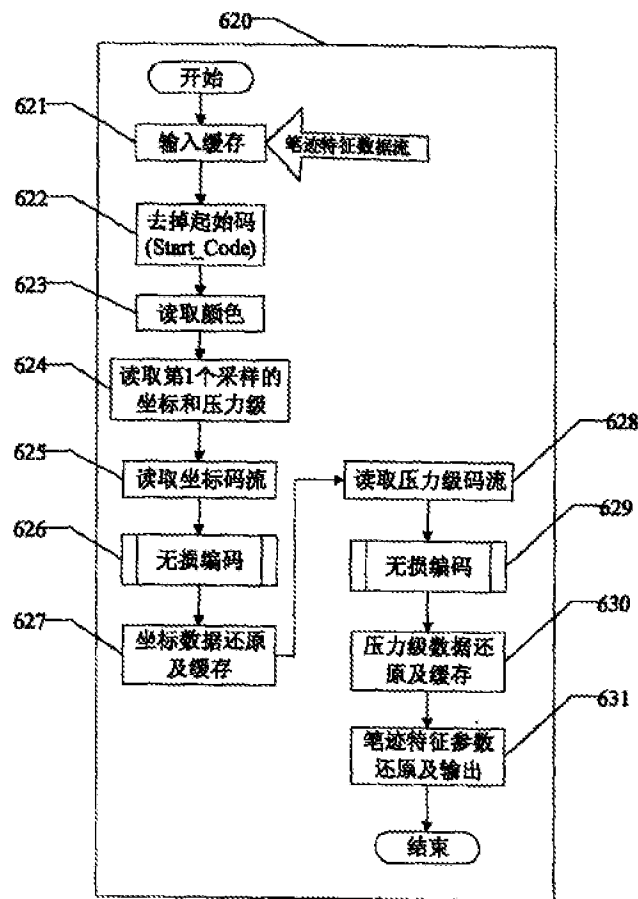 620
开始
621
输入缓存
笔迹特征数据流
622
去掉起始码
(Start_Code)
623
读取颜色
624
读取第1个采样的
坐标和压力级
625
读取坐标码流
626
无损编码
627
坐标数据还原
及缓存
628
读取压力级码流
629
无损编码
630
压力级数据还
原及缓存
631
笔迹特征参数
还原及输出
结束